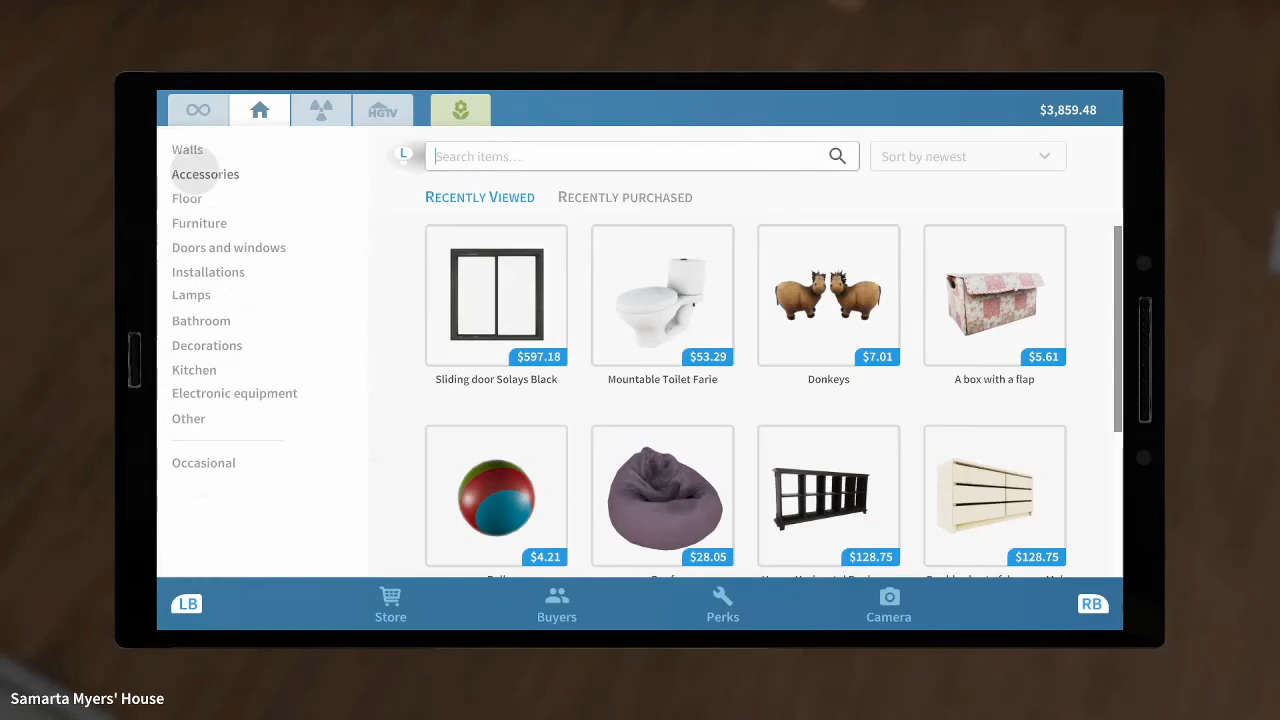 HGTV
$3,859.48
Walls
Accessories
Floor
Furniture
Doors and windows
Installations
Lamps
Bathroom
Decorations
Kitchen
Electronic equipment
Other
Occasional
L
Search items...
Sort by newest
RECENTLY VIEWED
RECENTLY PURCHASED
$597.18
$53.29
$7.01
$5.61
Sliding door Solays Black
Mountable Toilet Farie
Donkeys
A box with a flap
$4.21
$28.05
$128.75
$128.75
LB
Store
Buyers
Perks
Camera
RB
Samarta Myers' House